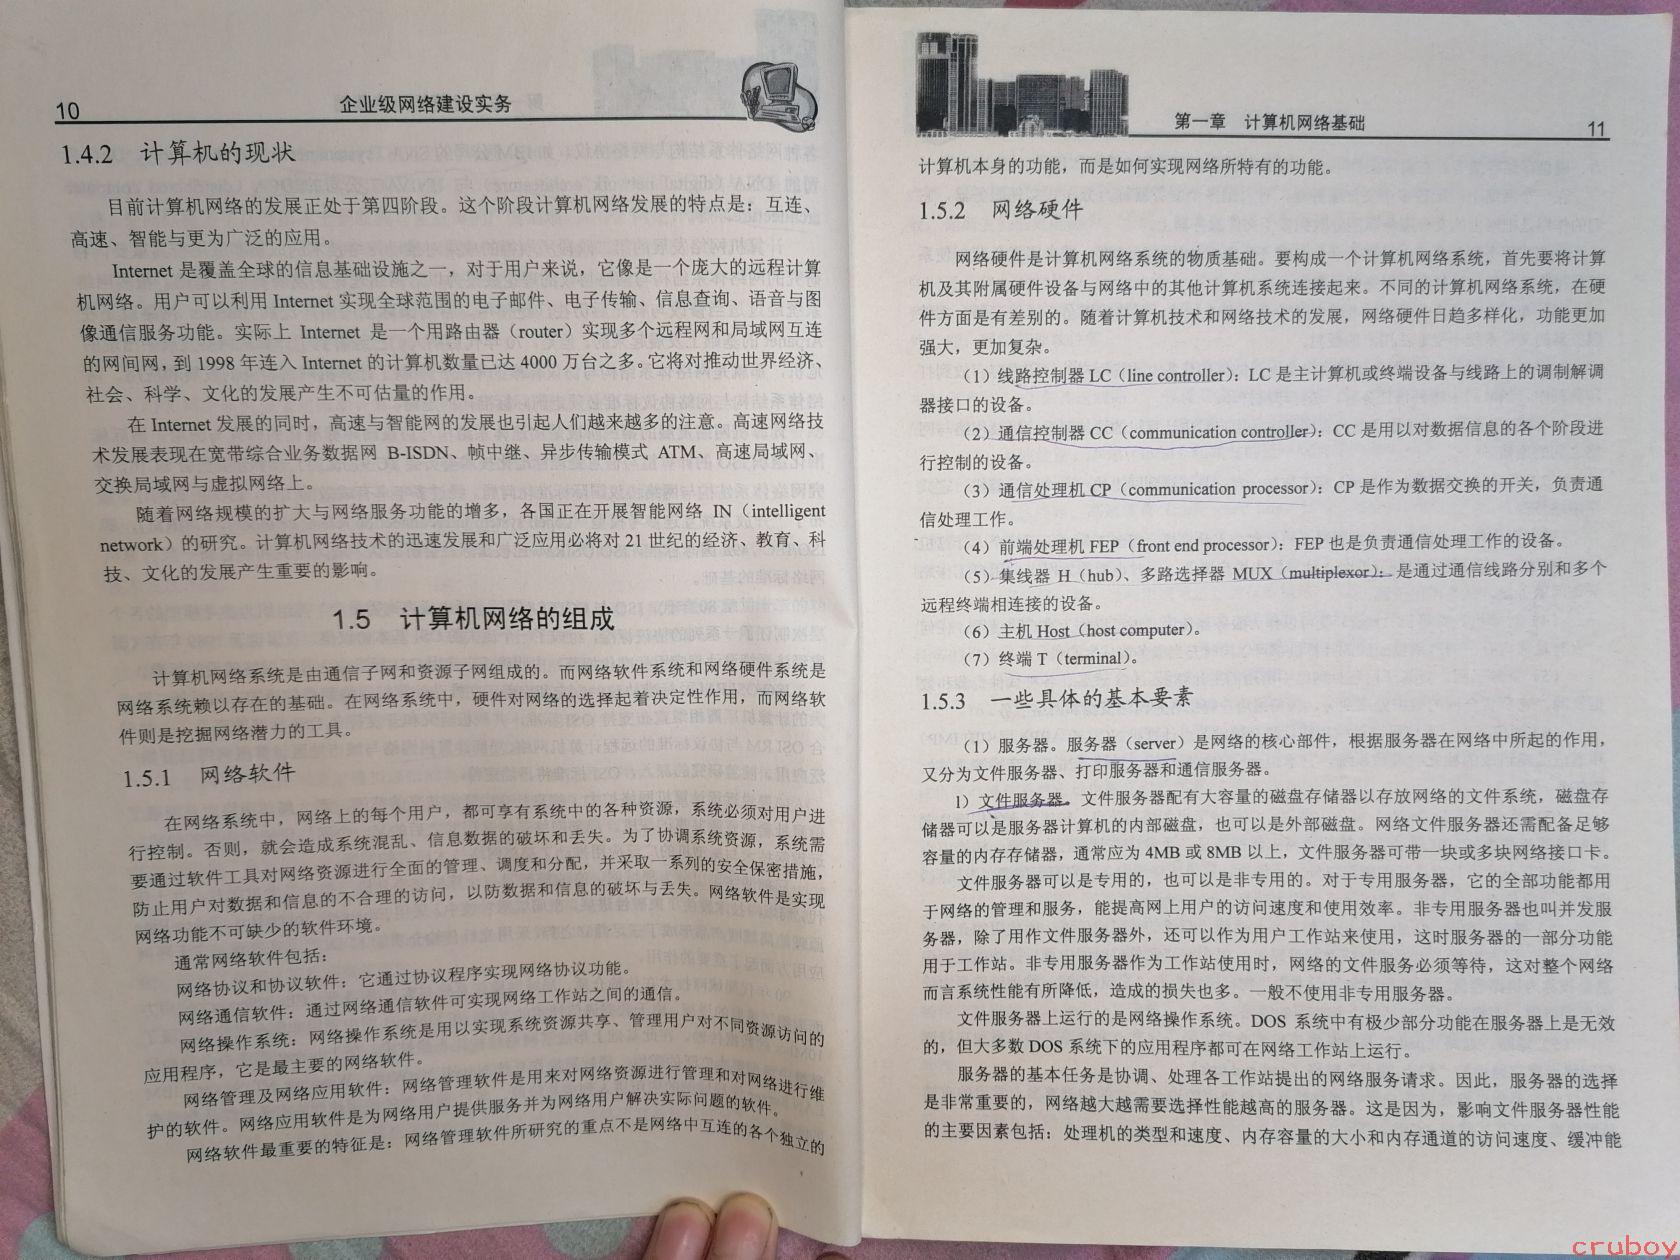 10
企业级网络建设实务
1.4.2 计算机的现状
目前计算机网络的发展正处于第四阶段。这个阶段计算机网络发展的特点是：互连、
高速、智能与更为广泛的应用。
Internet 是覆盖全球的信息基础设施之一，对于用户来说，它像是一个庞大的远程计算
机网络。用户可以利用 Internet 实现全球范围的电子邮件、电子传输、信息查询、语音与图
像通信服务功能。实际上 Internet 是一个用路由器（router）实现多个远程网和局域网互连
的网间网，到 1998 年连入 Internet 的计算机数量已达 4000 万台之多。它将对推动世界经济、
社会、科学、文化的发展产生不可估量的作用。
在 Internet 发展的同时，高速与智能网的发展也引起人们越来越多的注意。高速网络技
术发展表现在宽带综合业务数据网 B-ISDN、帧中继、异步传输模式 ATM、高速局域网、
交换局域网与虚拟网络上。
随着网络规模的扩大与网络服务功能的增多，各国正在开展智能网络 IN（intelligent
network）的研究。计算机网络技术的迅速发展和广泛应用必将对 21 世纪的经济、教育、科
技、文化的发展产生重要的影响。
1.5 计算机网络的组成
计算机网络系统是由通信子网和资源子网组成的。而网络软件系统和网络硬件系统是
网络系统赖以存在的基础。在网络系统中，硬件对网络的选择起着决定性作用，而网络软
件则是挖掘网络潜力的工具。
1.5.1 网络软件
在网络系统中，网络上的每个用户，都可享有系统中的各种资源，系统必须对用户进
行控制。否则，就会造成系统混乱、信息数据的破坏和丢失。为了协调系统资源，系统需
要通过软件工具对网络资源进行全面的管理、调度和分配，并采取一系列的安全保密措施，
防止用户对数据和信息的不合理的访问，以防数据和信息的破坏与丢失。网络软件是实现
网络功能不可缺少的软件环境。
通常网络软件包括：
网络协议和协议软件：它通过协议程序实现网络协议功能。
网络通信软件：通过网络通信软件可实现网络工作站之间的通信。
网络操作系统：网络操作系统是用以实现系统资源共享、管理用户对不同资源访问的
应用程序，它是最主要的网络软件。
网络管理及网络应用软件：网络管理软件是用来对网络资源进行管理和对网络进行维
护的软件。网络应用软件是为网络用户提供服务并为网络用户解决实际问题的软件。
网络软件最重要的特征是：网络管理软件所研究的重点不是网络中互连的各个独立的
第一章 计算机网络基础
11
计算机本身的功能，而是如何实现网络所特有的功能。
1.5.2 网络硬件
网络硬件是计算机网络系统的物质基础。要构成一个计算机网络系统，首先要将计算
机及其附属硬件设备与网络中的其他计算机系统连接起来。不同的计算机网络系统，在硬
件方面是有差别的。随着计算机技术和网络技术的发展，网络硬件日趋多样化，功能更加
强大，更加复杂。
（1）线路控制器 LC（line controller）：LC 是主计算机或终端设备与线路上的调制解调
器接口的设备。
（2）通信控制器 CC（communication controller）：CC 是用以对数据信息的各个阶段进
行控制的设备。
（3）通信处理机 CP（communication processor）：CP 是作为数据交换的开关，负责通
信处理工作。
（4）前端处理机 FEP（front end processor）：FEP 也是负责通信处理工作的设备。
（5）集线器 H（hub）、多路选择器 MUX（multiplexor）：是通过通信线路分别和多个
远程终端相连接的设备。
（6）主机 Host（host computer）。
（7）终端 T（terminal）。
1.5.3 一些具体的基本要素
（1）服务器。服务器（server）是网络的核心部件，根据服务器在网络中所起的作用，
又分为文件服务器、打印服务器和通信服务器。
1）文件服务器。文件服务器配有大容量的磁盘存储器以存放网络的文件系统，磁盘存
储器可以是服务器计算机的内部磁盘，也可以是外部磁盘。网络文件服务器还需配备足够
容量的内存存储器，通常应为 4MB 或 8MB 以上，文件服务器可带一块或多块网络接口卡。
文件服务器可以是专用的，也可以是非专用的。对于专用服务器，它的全部功能都用
于网络的管理和服务，能提高网上用户的访问速度和使用效率。非专用服务器也叫并发服
务器，除了用作文件服务器外，还可以作为用户工作站来使用，这时服务器的一部分功能
用于工作站。非专用服务器作为工作站使用时，网络的文件服务必须等待，这对整个网络
而言系统性能有所降低，造成的损失也多。一般不使用非专用服务器。
文件服务器上运行的是网络操作系统。DOS 系统中有极少部分功能在服务器上是无效
的，但大多数 DOS 系统下的应用程序都可在网络工作站上运行。
服务器的基本任务是协调、处理各工作站提出的网络服务请求。因此，服务器的选择
是非常重要的，网络越大越需要选择性能越高的服务器。这是因为，影响文件服务器性能
的主要因素包括：处理机的类型和速度、内存容量的大小和内存通道的访问速度、缓冲能
cruboy